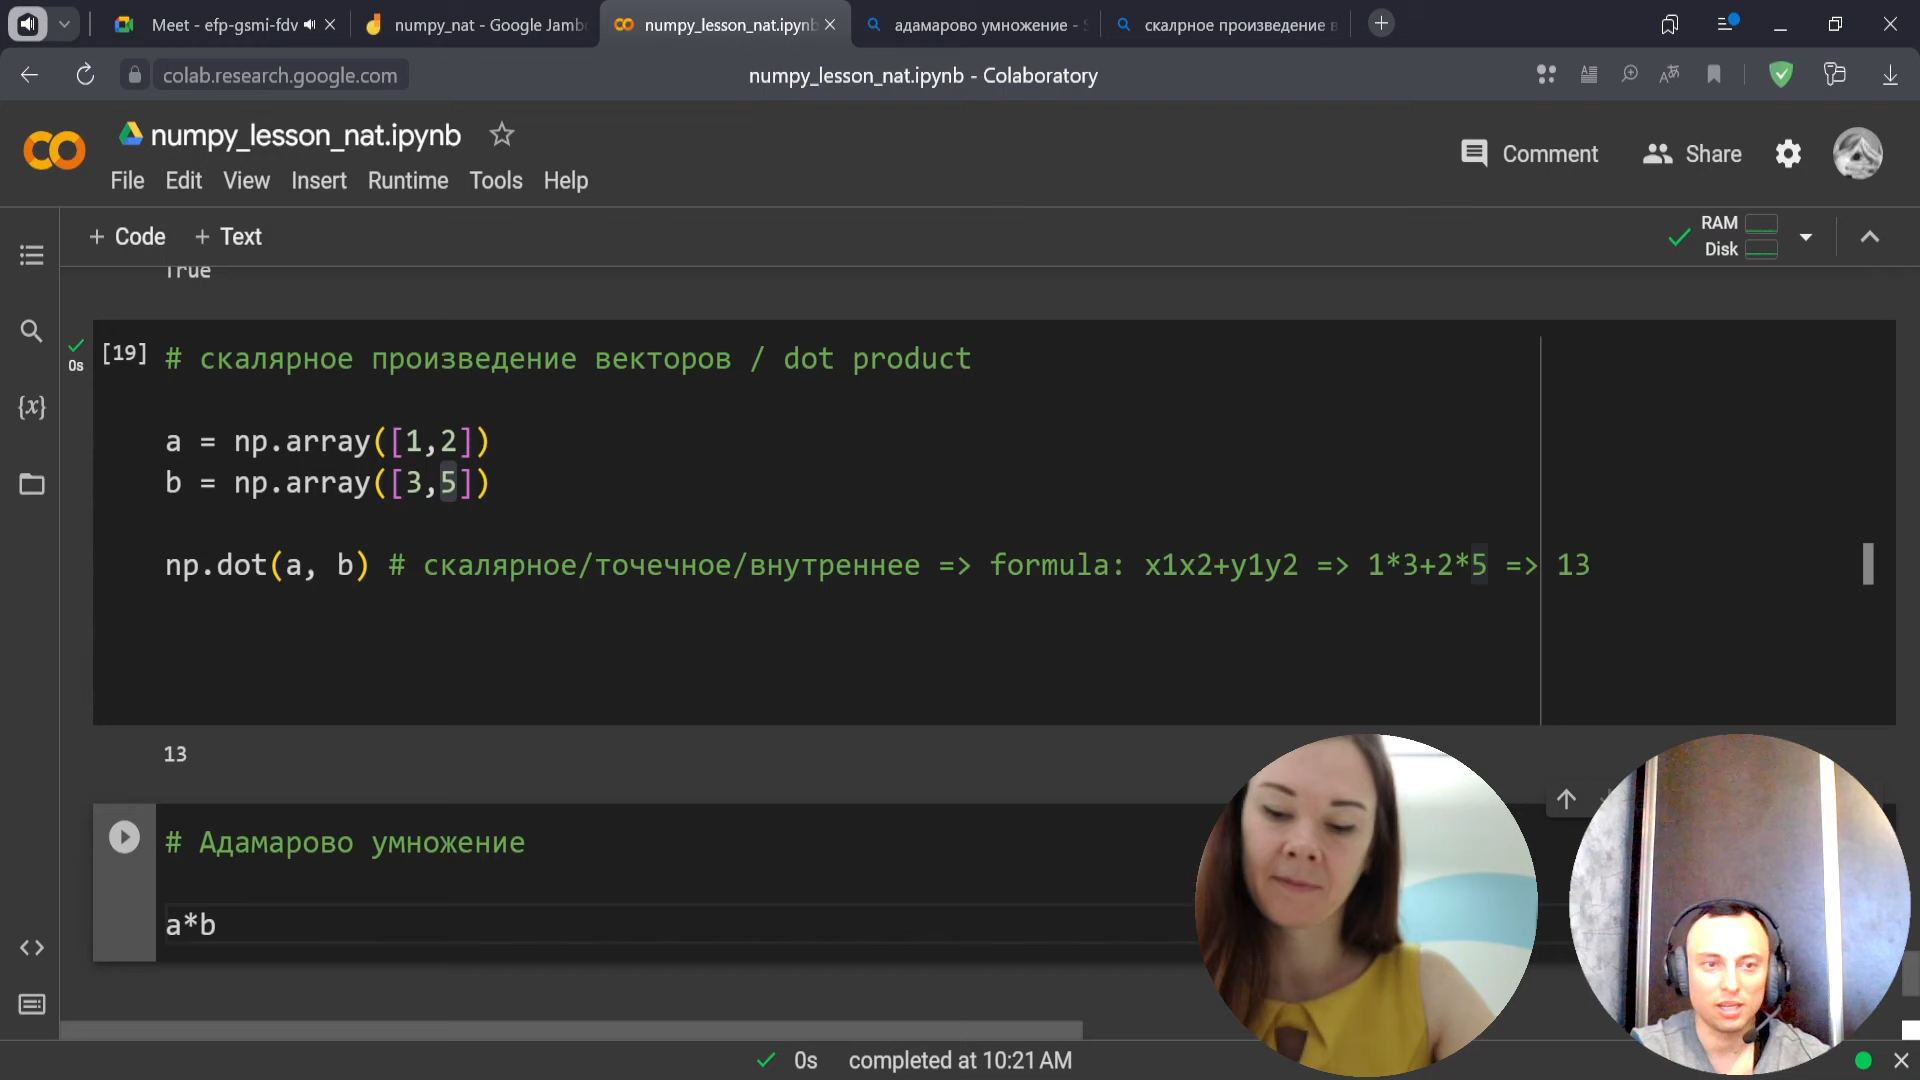 Meet - efp-gsmi-fdv
numpy_nat - Google Jamb
numpy_lesson_nat.ipynb
адамарово умножение -
скалрное произведение в
colab.research.google.com
numpy_lesson_nat.ipynb - Colaboratory
numpy_lesson_nat.ipynb
Comment
Share
File Edit View Insert Runtime Tools Help
+ Code + Text
RAM
Disk
True
[19] # скалярное произведение векторов / dot product
0s
a = np.array([1,2])
b = np.array([3,5])
np.dot(a, b) # скалярное/точечное/внутреннее => formula: x1x2+y1y2 => 1*3+2*5 => 13
13
# Адамарово умножение
a*b
0s completed at 10:21 AM